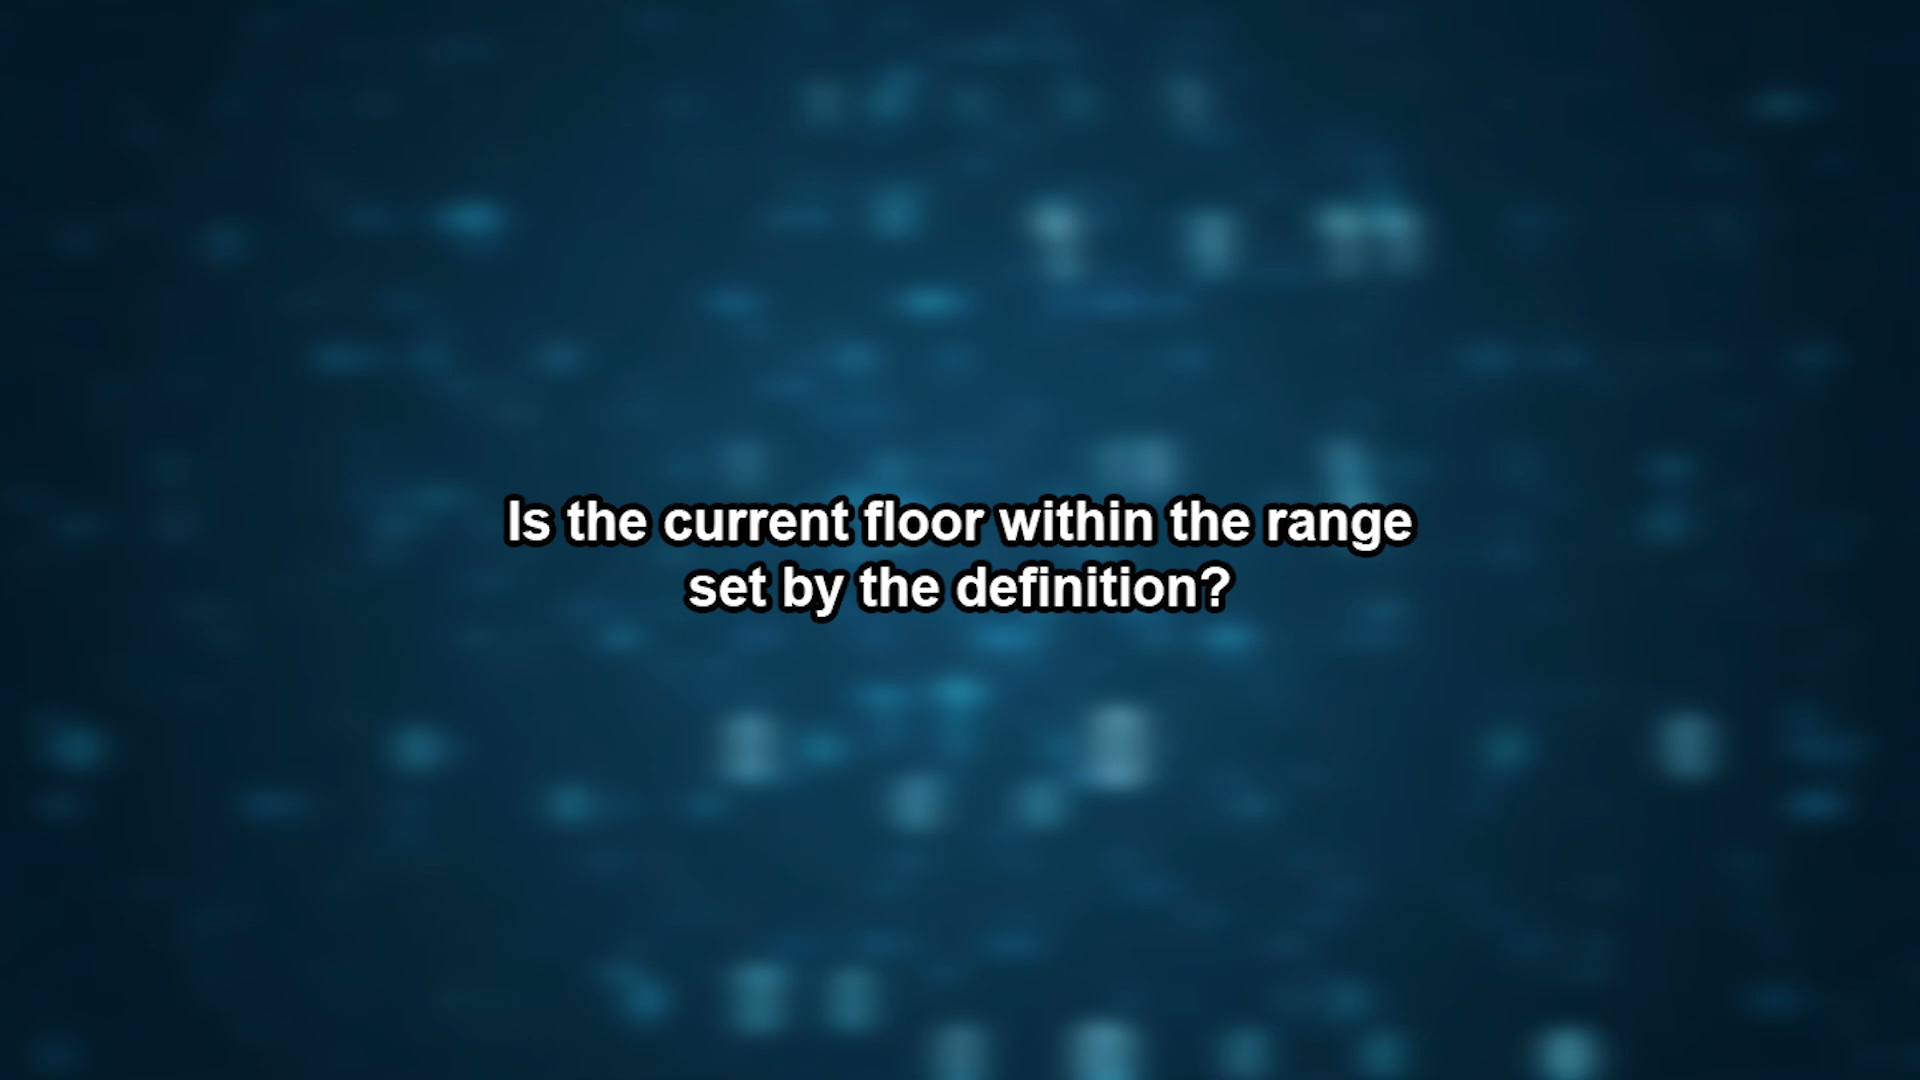 Is the current floor within the range
set by the definition?